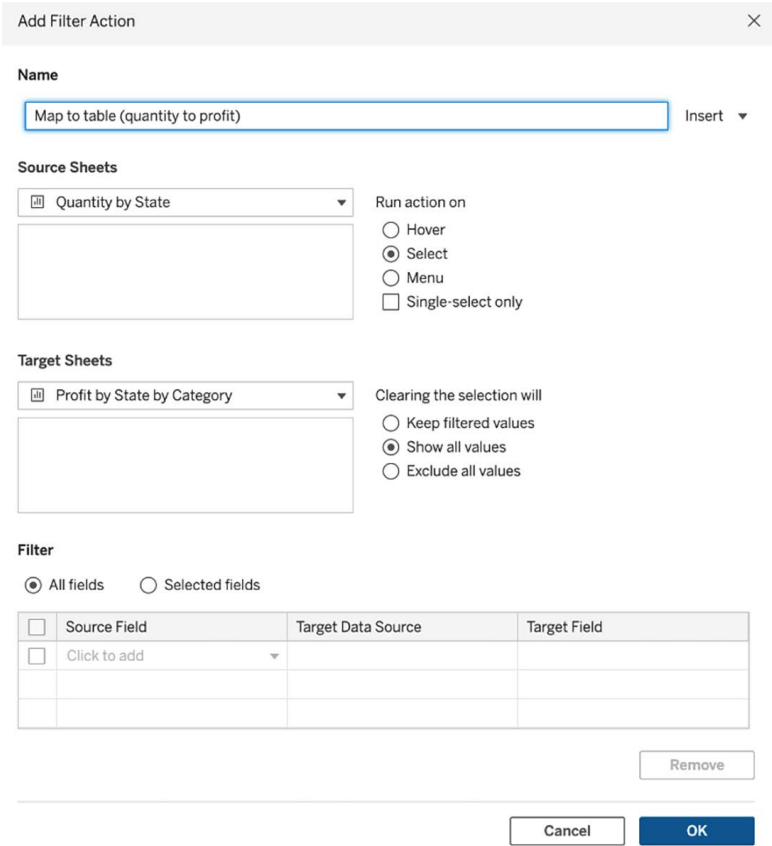 Add Filter Action
Name
Map to table (quantity to profit)
Insert
Source Sheets
Quantity by State
Run action on
Hover
Select
Menu
Single-select only
Target Sheets
Profit by State by Category
Clearing the selection will
Keep filtered values
Show all values
Exclude all values
Filter
All fields Selected fields
Source Field Target Data Source Target Field
Click to add
Remove
Cancel OK